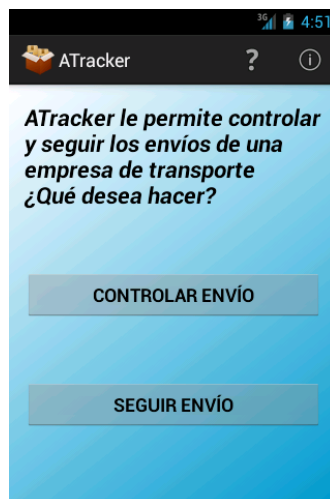 3G 4:51
ATracker ? i
ATracker le permite controlar
y seguir los envíos de una
empresa de transporte
¿Qué desea hacer?
CONTROLAR ENVÍO
SEGUIR ENVÍO